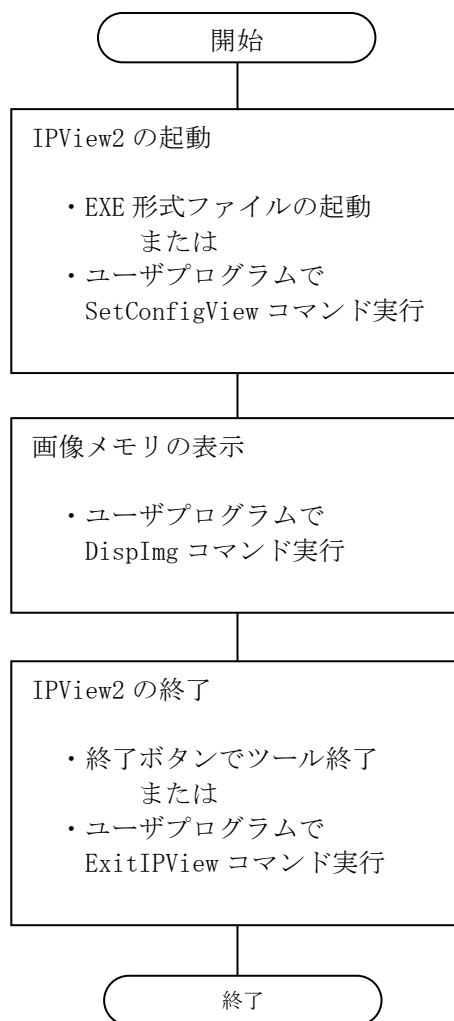 開始
IPView2 の起動
・EXE 形式ファイルの起動
または
・ユーザプログラムで
SetConfigView コマンド実行
画像メモリの表示
・ユーザプログラムで
DispImg コマンド実行
IPView2 の終了
・終了ボタンでツール終了
または
・ユーザプログラムで
ExitIPView コマンド実行
終了